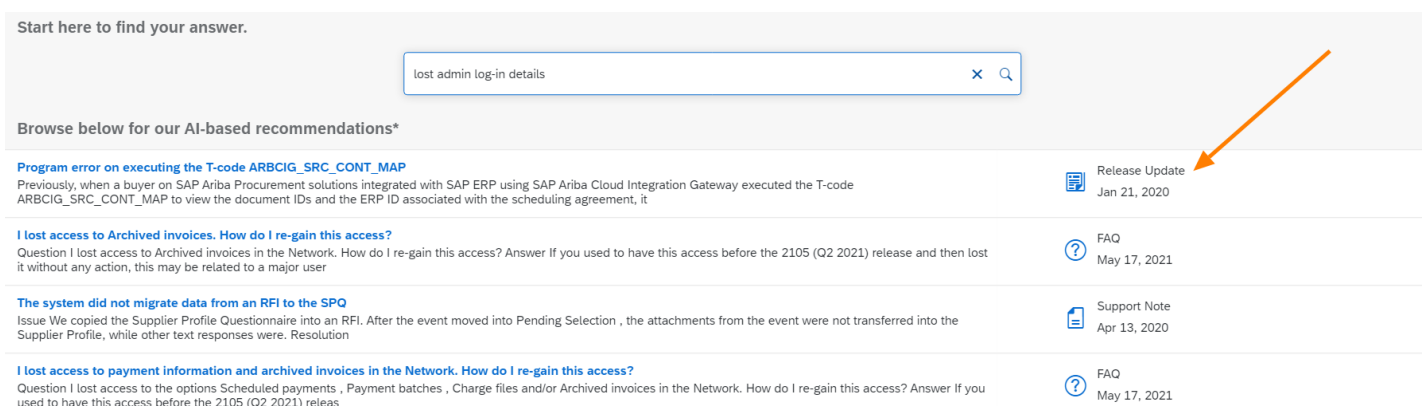 Start here to find your answer.
lost admin log-in details
Browse below for our AI-based recommendations*
Program error on executing the T-code ARBCIG_SRC_CONT_MAP
Previously, when a buyer on SAP Ariba Procurement solutions integrated with SAP ERP using SAP Ariba Cloud Integration Gateway executed the T-code
ARBCIG_SRC_CONT_MAP to view the document IDs and the ERP ID associated with the scheduling agreement, it
Release Update
Jan 21, 2020
I lost access to Archived invoices. How do I re-gain this access?
Question I lost access to Archived invoices in the Network. How do I re-gain this access? Answer If you used to have this access before the 2105 (Q2 2021) release and then lost
it without any action, this may be related to a major user
FAQ
May 17, 2021
The system did not migrate data from an RFI to the SPQ
Issue We copied the Supplier Profile Questionnaire into an RFI. After the event moved into Pending Selection , the attachments from the event were not transferred into the
Supplier Profile, while other text responses were. Resolution
Support Note
Apr 13, 2020
I lost access to payment information and archived invoices in the Network. How do I re-gain this access?
Question I lost access to the options Scheduled payments , Payment batches , Charge files and/or Archived invoices in the Network. How do I re-gain this access? Answer If you
used to have this access before the 2105 (Q2 2021) releas
FAQ
May 17, 2021